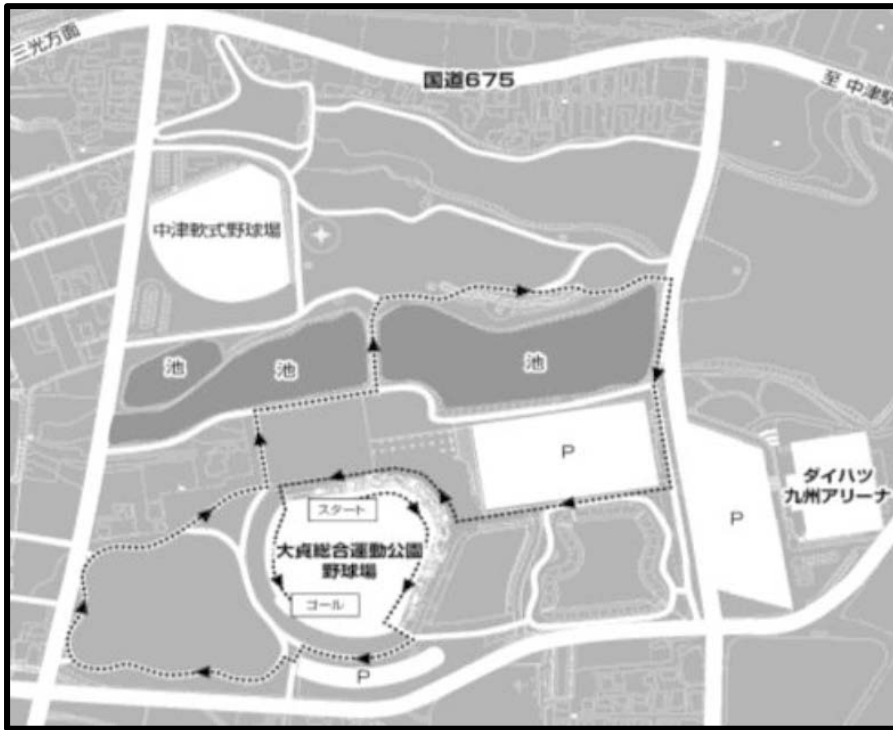 三光方面
国道675
至 中津駅
中津軟式野球場
池
池
池
P
ダイハツ
九州アリーナ
P
スタート
大貞総合運動公園
野球場
ゴール
P